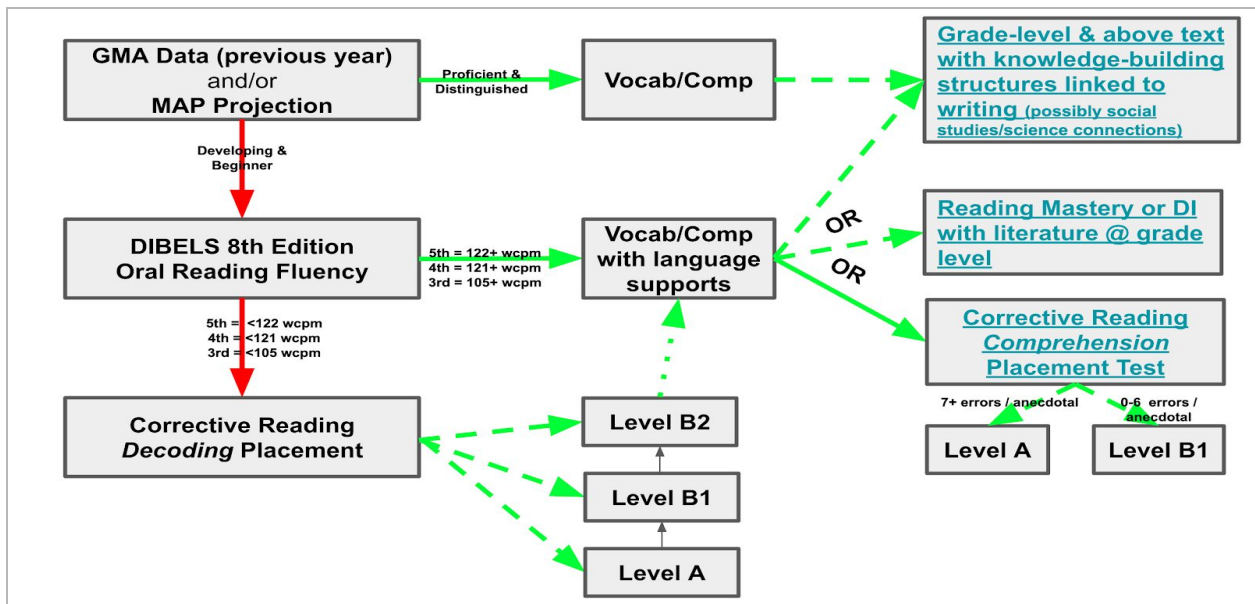 GMA Data (previous year)
and/or
MAP Projection
Proficient &
Distinguished
Vocab/Comp
Grade-level & above text
with knowledge-building
structures linked to
writing (possibly social
studies/science connections)
Developing &
Beginner
DIBELS 8th Edition
Oral Reading Fluency
5th = 122+ wcpm
4th = 121+ wcpm
3rd = 105+ wcpm
Vocab/Comp
with language
supports
OR
Reading Mastery or DI
with literature @ grade
level
OR
5th = <122 wcpm
4th = <121 wcpm
3rd = <105 wcpm
Corrective Reading
Comprehension
Placement Test
7+ errors / anecdotal
0-6 errors /
anecdotal
Level A
Level B1
Corrective Reading
Decoding Placement
Level B2
Level B1
Level A